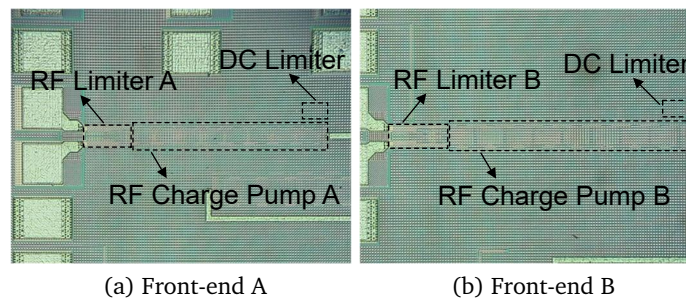 RF Limiter A
DC Limiter
RF Charge Pump A
RF Limiter B
DC Limiter
RF Charge Pump B
(a) Front-end A
(b) Front-end B